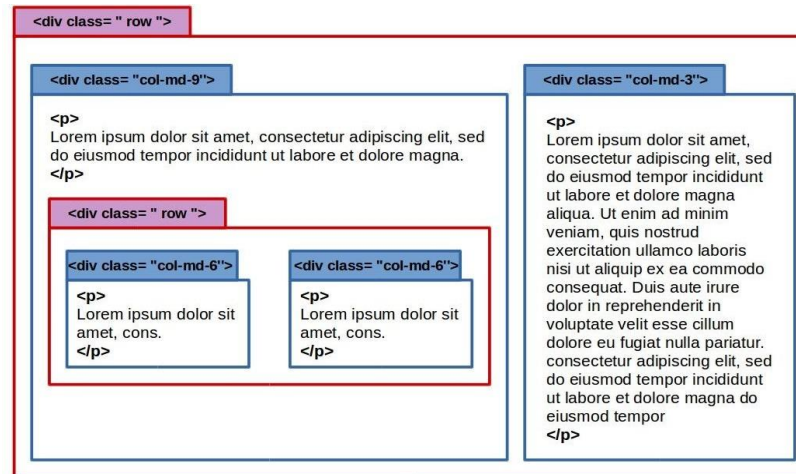 <div class= " row ">
<div class= "col-md-9">
<p>
Lorem ipsum dolor sit amet, consectetur adipiscing elit, sed
do eiusmod tempor incididunt ut labore et dolore magna.
</p>
<div class= " row ">
<div class= "col-md-6">
<p>
Lorem ipsum dolor sit
amet, cons.
</p>
<div class= "col-md-6">
<p>
Lorem ipsum dolor sit
amet, cons.
</p>
<div class= "col-md-3">
<p>
Lorem ipsum dolor sit amet,
consectetur adipiscing elit, sed
do eiusmod tempor incididunt
ut labore et dolore magna
aliqua. Ut enim ad minim
veniam, quis nostrud
exercitation ullamco laboris
nisi ut aliquip ex ea commodo
consequat. Duis aute irure
dolor in reprehenderit in
voluptate velit esse cillum
dolore eu fugiat nulla pariatur.
consectetur adipiscing elit, sed
do eiusmod tempor incididunt
ut labore et dolore magna do
eiusmod tempor
</p>